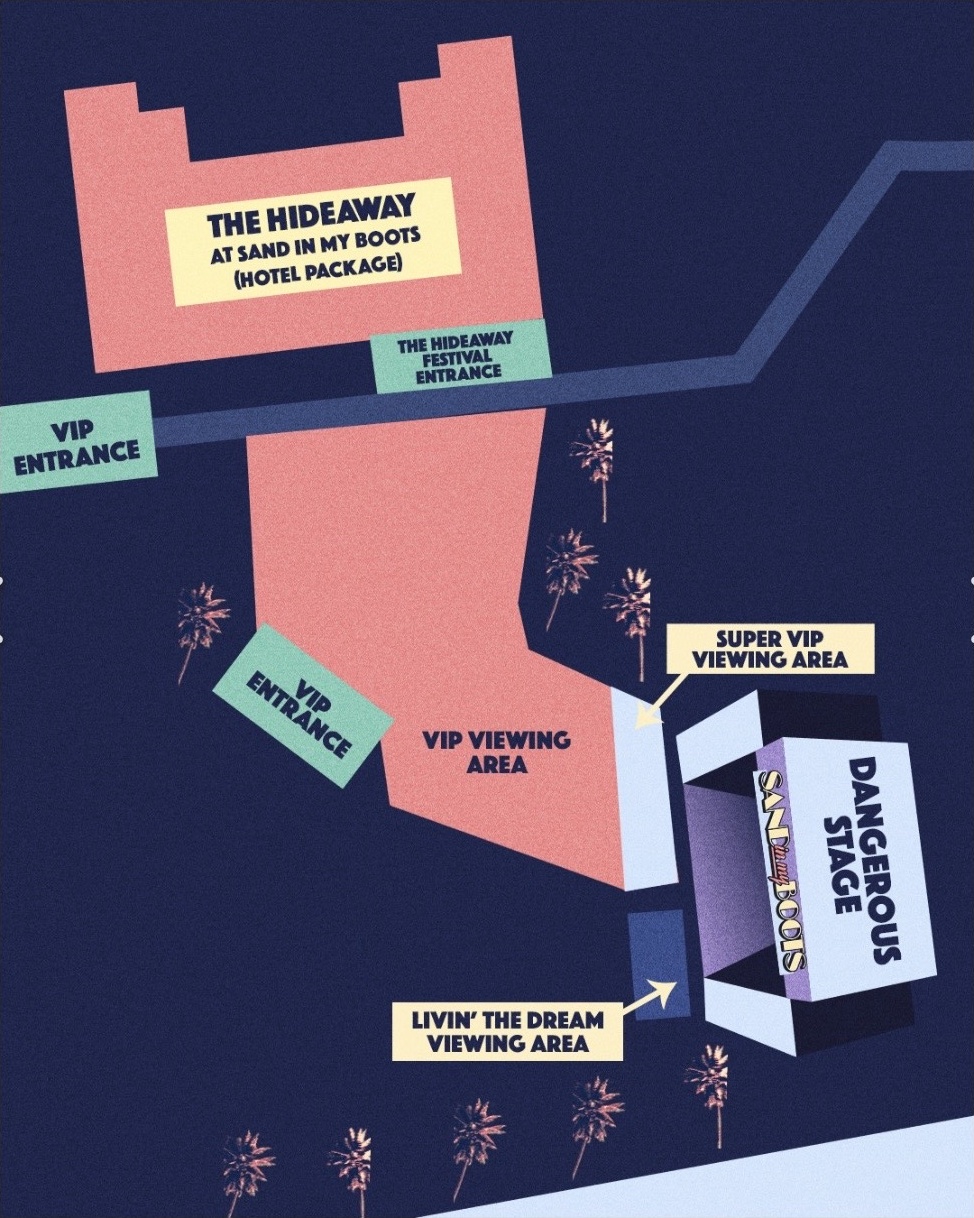 THE HIDEAWAY
AT SAND IN MY BOOTS
(HOTEL PACKAGE)
THE HIDEAWAY
FESTIVAL
ENTRANCE
VIP
ENTRANCE
SUPER VIP
VIEWING AREA
VIP
ENTRANCE
VIP VIEWING
AREA
SAND in my BOOTS
DANGEROUS
STAGE
LIVIN' THE DREAM
VIEWING AREA